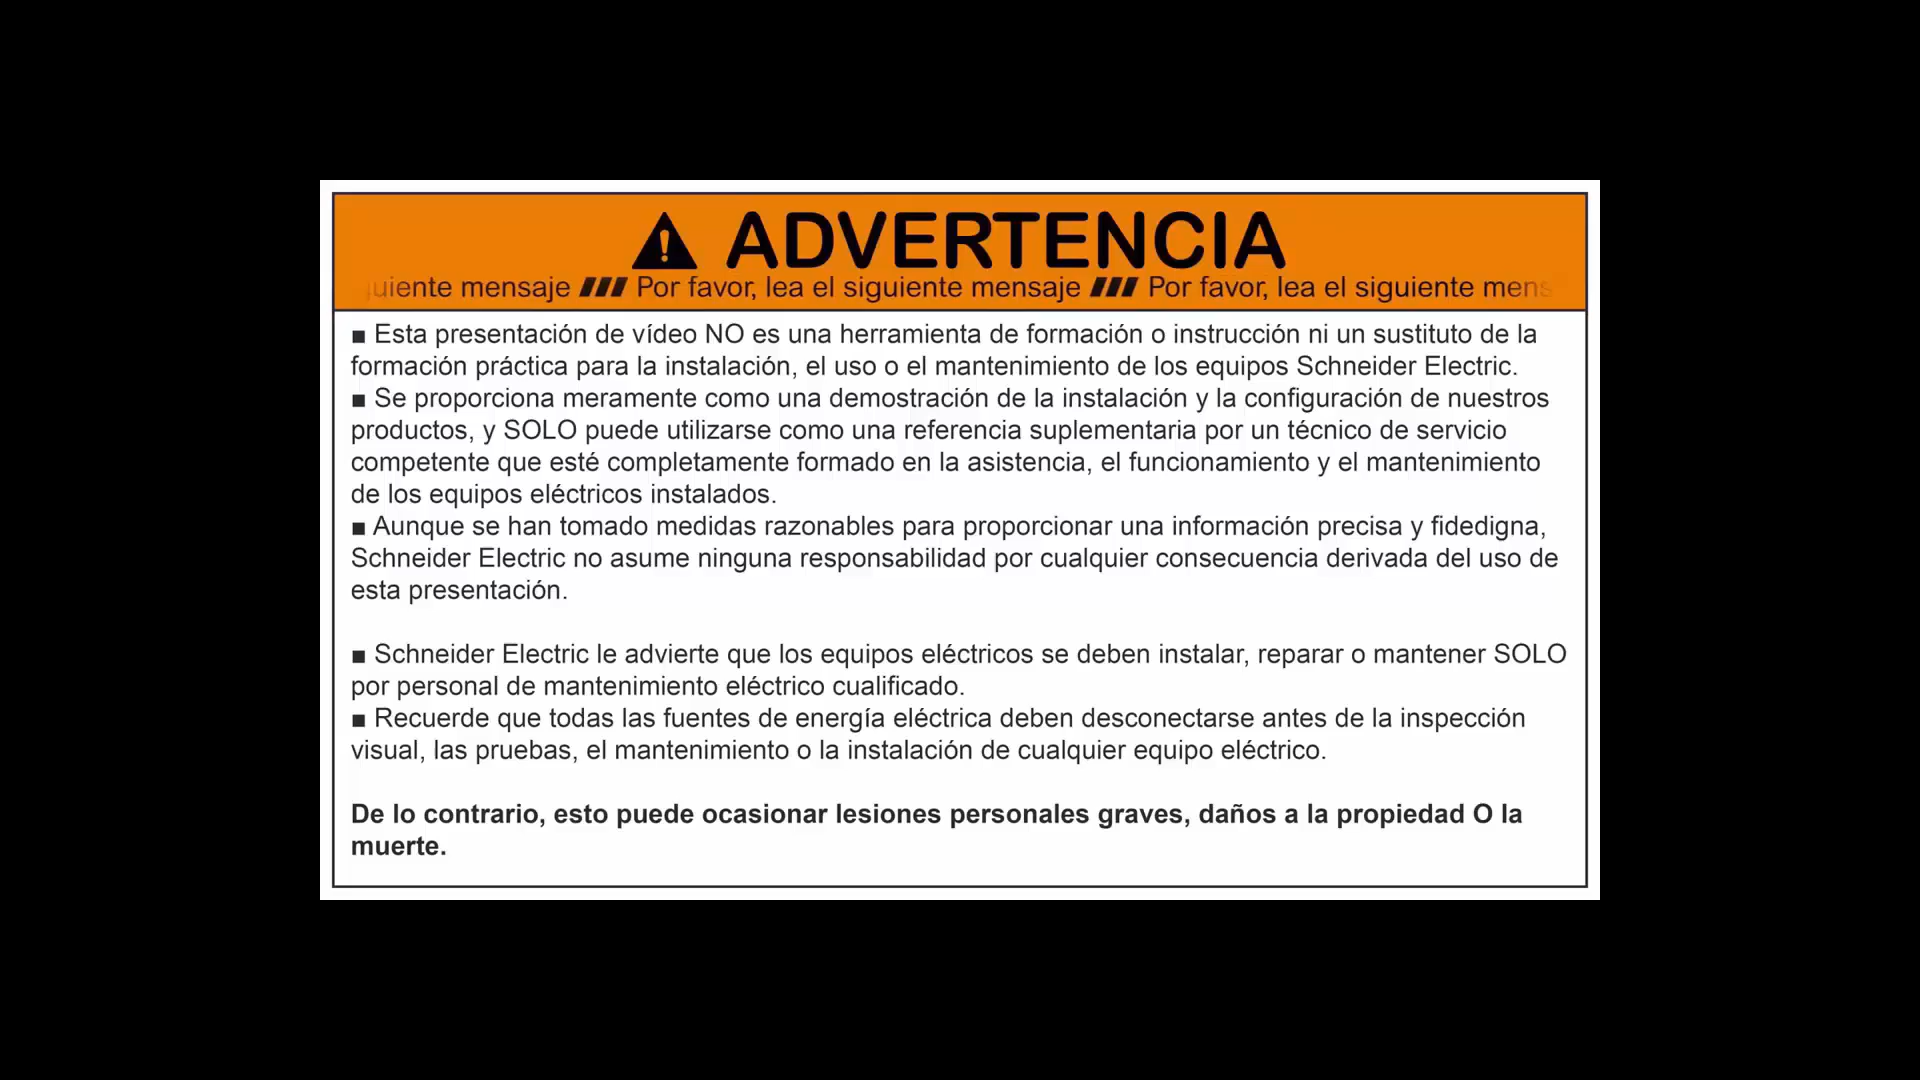 ADVERTENCIA
uiente mensaje /// Por favor, lea el siguiente mensaje /// Por favor, lea el siguiente mens
■ Esta presentación de vídeo NO es una herramienta de formación o instrucción ni un sustituto de la
formación práctica para la instalación, el uso o el mantenimiento de los equipos Schneider Electric.
■ Se proporciona meramente como una demostración de la instalación y la configuración de nuestros
productos, y SOLO puede utilizarse como una referencia suplementaria por un técnico de servicio
competente que esté completamente formado en la asistencia, el funcionamiento y el mantenimiento
de los equipos eléctricos instalados.
■ Aunque se han tomado medidas razonables para proporcionar una información precisa y fidedigna,
Schneider Electric no asume ninguna responsabilidad por cualquier consecuencia derivada del uso de
esta presentación.
■ Schneider Electric le advierte que los equipos eléctricos se deben instalar, reparar o mantener SOLO
por personal de mantenimiento eléctrico cualificado.
■ Recuerde que todas las fuentes de energía eléctrica deben desconectarse antes de la inspección
visual, las pruebas, el mantenimiento o la instalación de cualquier equipo eléctrico.
De lo contrario, esto puede ocasionar lesiones personales graves, daños a la propiedad O la
muerte.